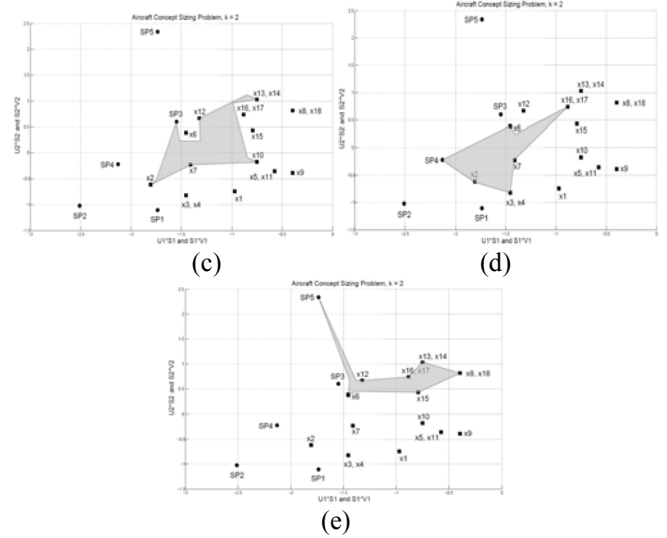 Aircraft Concept Sizing Problem, k = 2
SP5
x13, x14
SP3
x12
x16, x17
x8, x18
x6
x15
SP4
x7
x10
x2
x5, x11
x9
x3, x4
x1
SP2
SP1
U2*S2 and S2*V2
U1*S1 and S1*V1
(c)
Aircraft Concept Sizing Problem, k = 2
SP5
x13, x14
SP3
x12
x16, x17
x8, x18
x6
x15
SP4
x7
x10
x2
x5, x11
x9
x3, x4
x1
SP2
SP1
U2*S2 and S2*V2
U1*S1 and S1*V1
(d)
Aircraft Concept Sizing Problem, k = 2
SP5
x13, x14
x12
x16, x17
x8, x18
SP3
x6
x15
SP4
x7
x10
x2
x5, x11
x9
x3, x4
x1
SP2
SP1
U2*S2 and S2*V2
U1*S1 and S1*V1
(e)